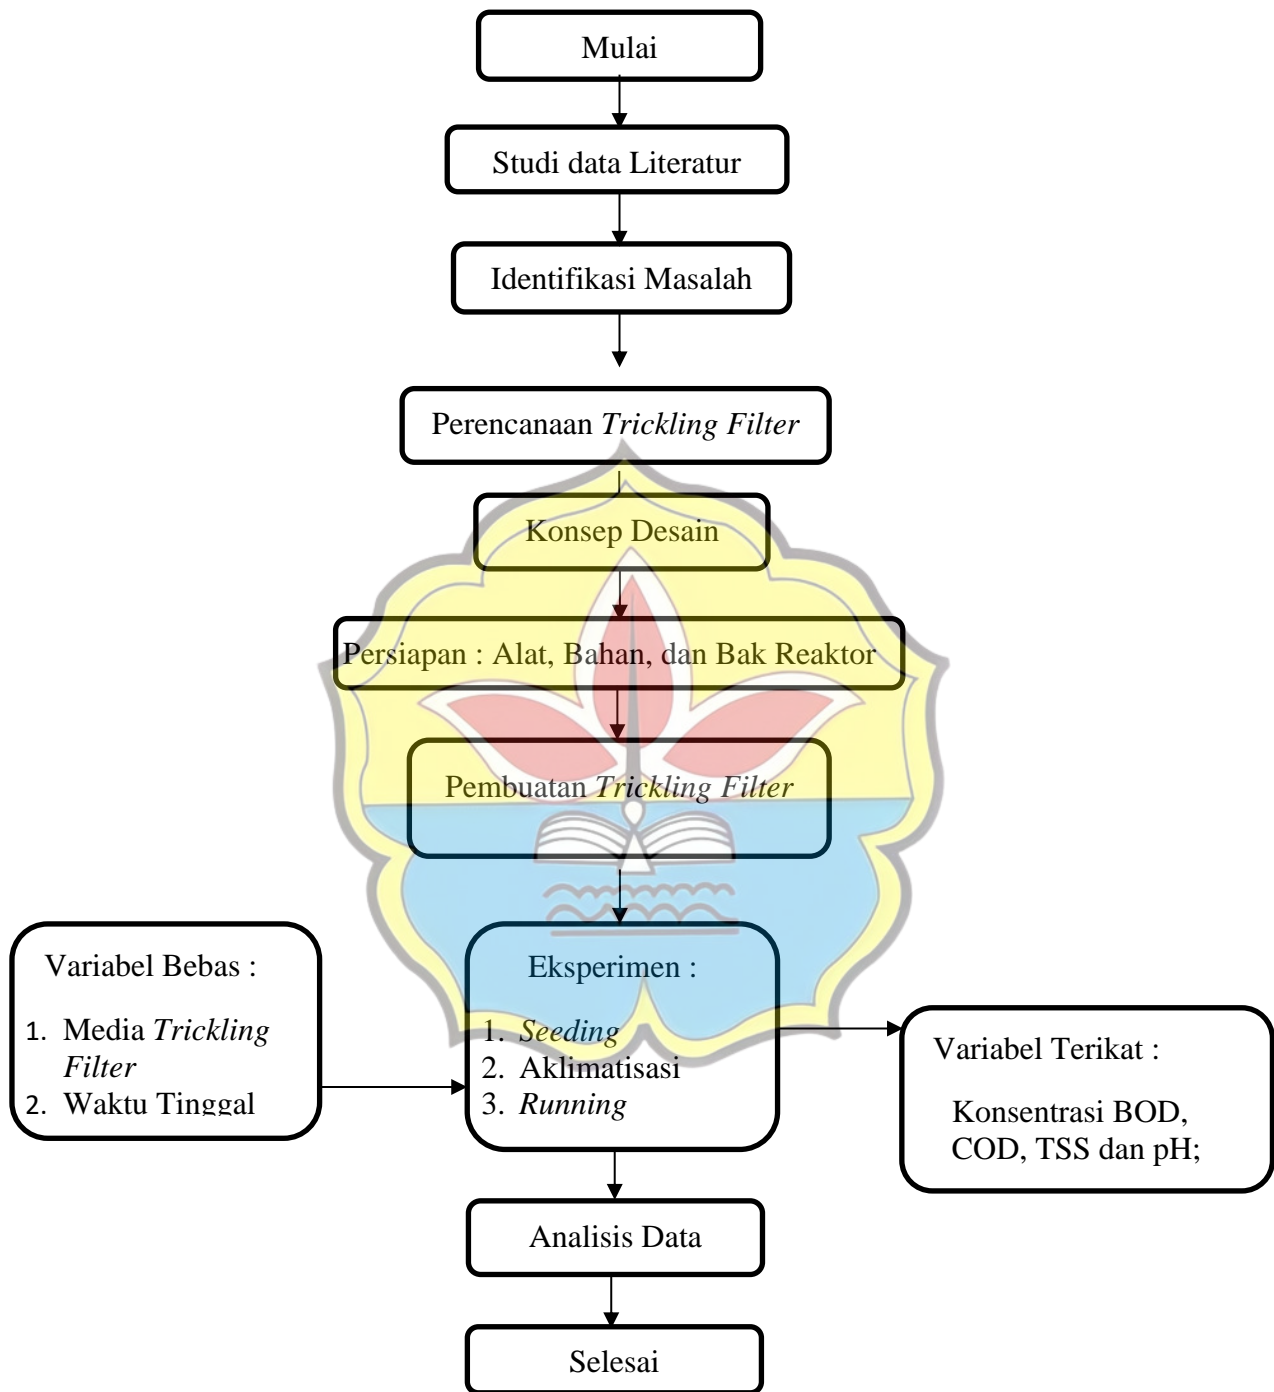 Mulai
Studi data Literatur
Identifikasi Masalah
Perencanaan Trickling Filter
Konsep Desain
Persiapan : Alat, Bahan, dan Bak Reaktor
Pembuatan Trickling Filter
Variabel Bebas :
1. Media Trickling
Filter
2. Waktu Tinggal
Eksperimen :
1. Seeding
2. Aklimatisasi
3. Running
Variabel Terikat :
Konsentrasi BOD,
COD, TSS dan pH;
Analisis Data
Selesai